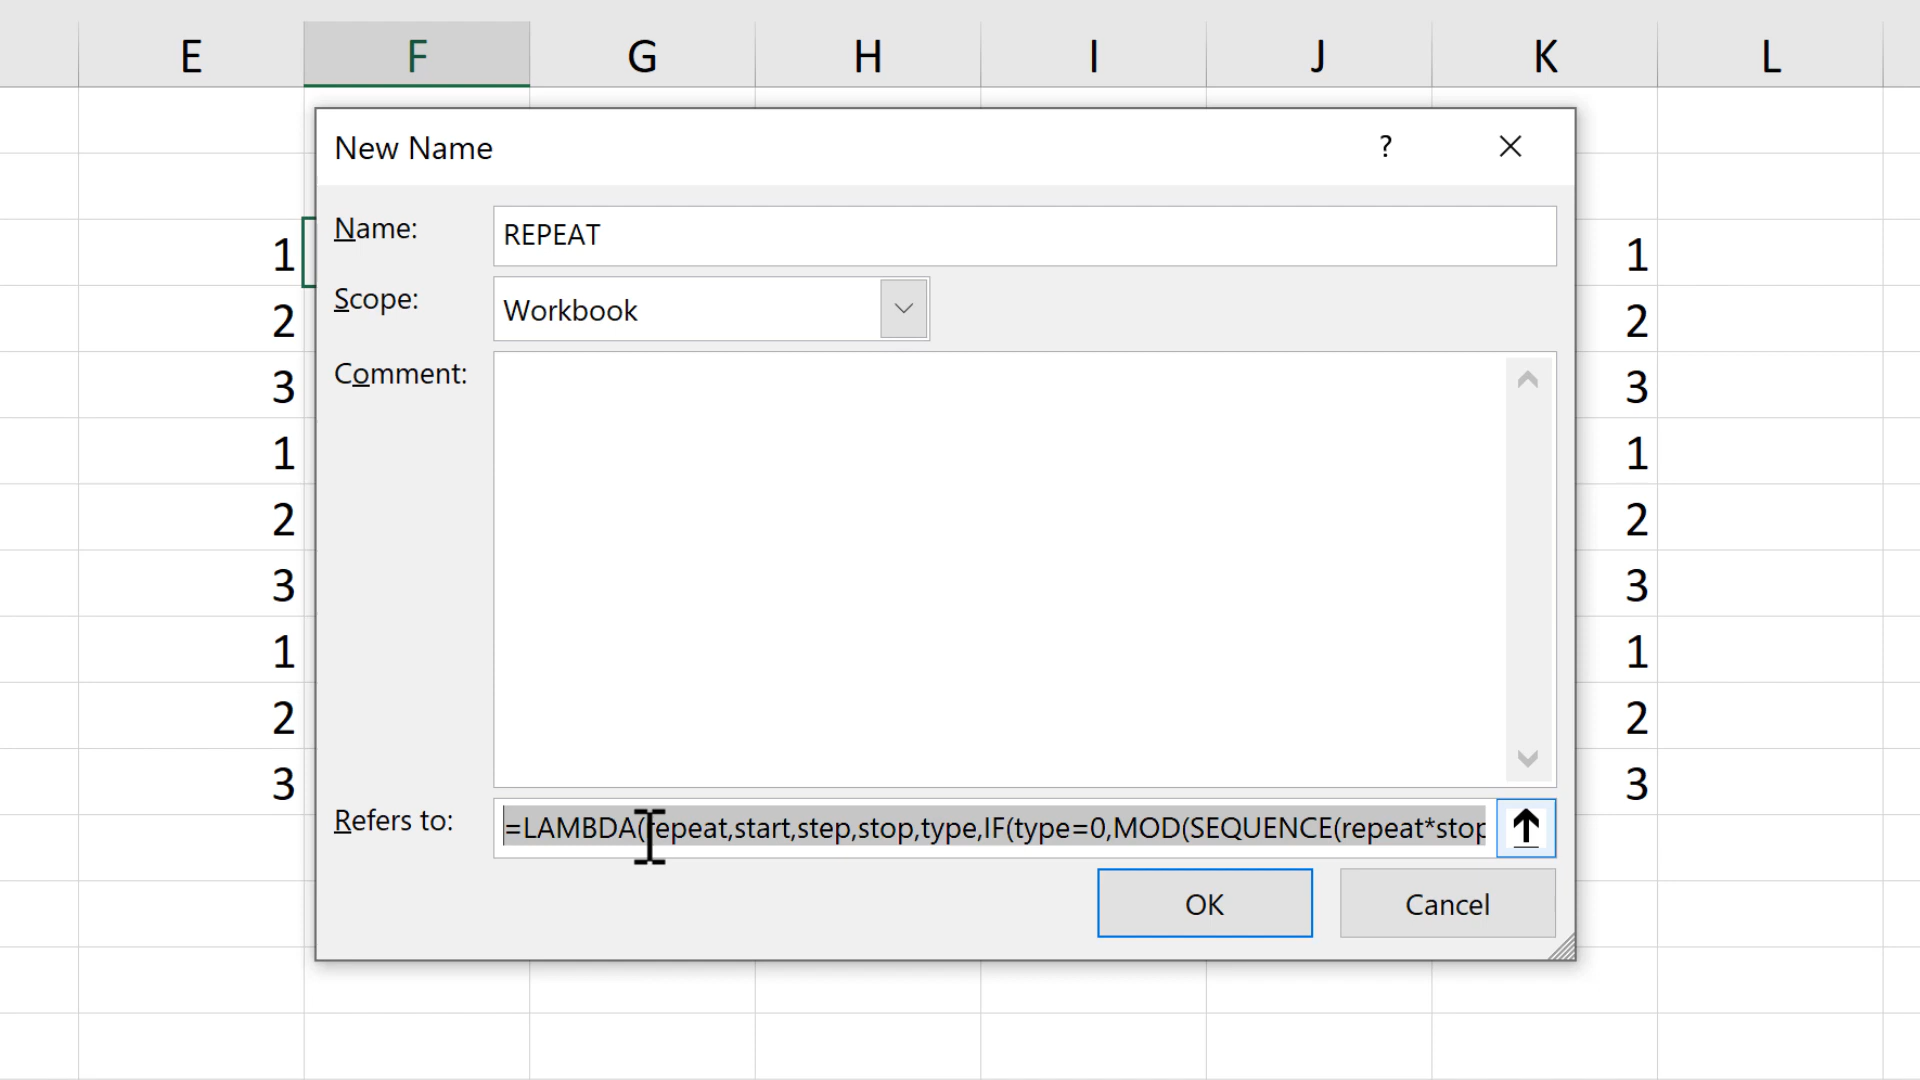 E F G H I J K L
New Name ?
Name: REPEAT
1 1
Scope: Workbook
2 2
Comment:
3 3
1 1
2 2
3 3
1 1
2 2
3 3
Refers to: =LAMBDA(repeat,start,step,stop,type,IF(type=0,MOD(SEQUENCE(repeat*stop
OK Cancel